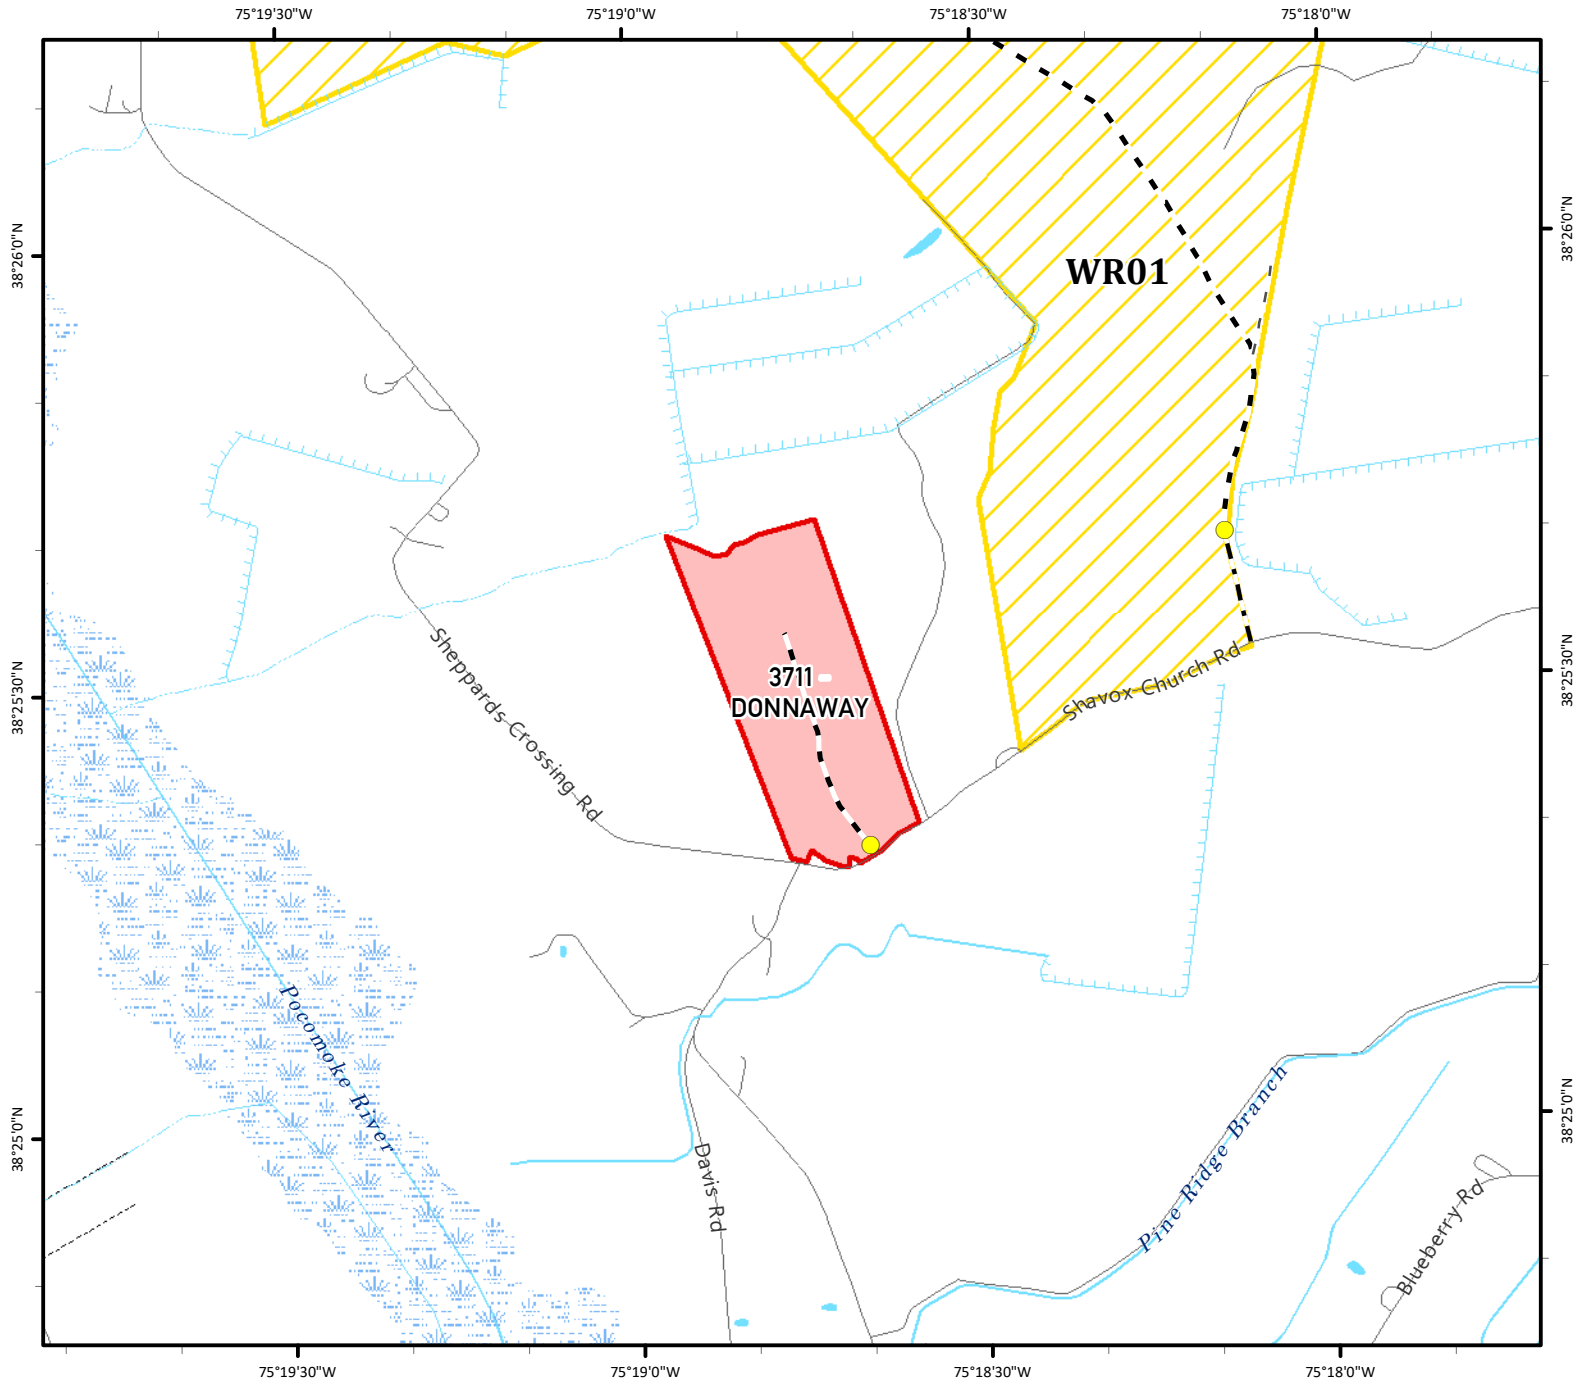 75°19'30"W
75°19'0"W
75°18'30"W
75°18'0"W
38°26'0"N
38°26'0"N
WR01
38°25'30"N
38°25'30"N
Sheppards Crossing Rd
3711
DONNAWAY
Shavox Church Rd
Pocomoke River
38°25'0"N
38°25'0"N
Davis Rd
Pine Ridge Branch
Blueberry Rd
75°19'30"W
75°19'0"W
75°18'30"W
75°18'0"W